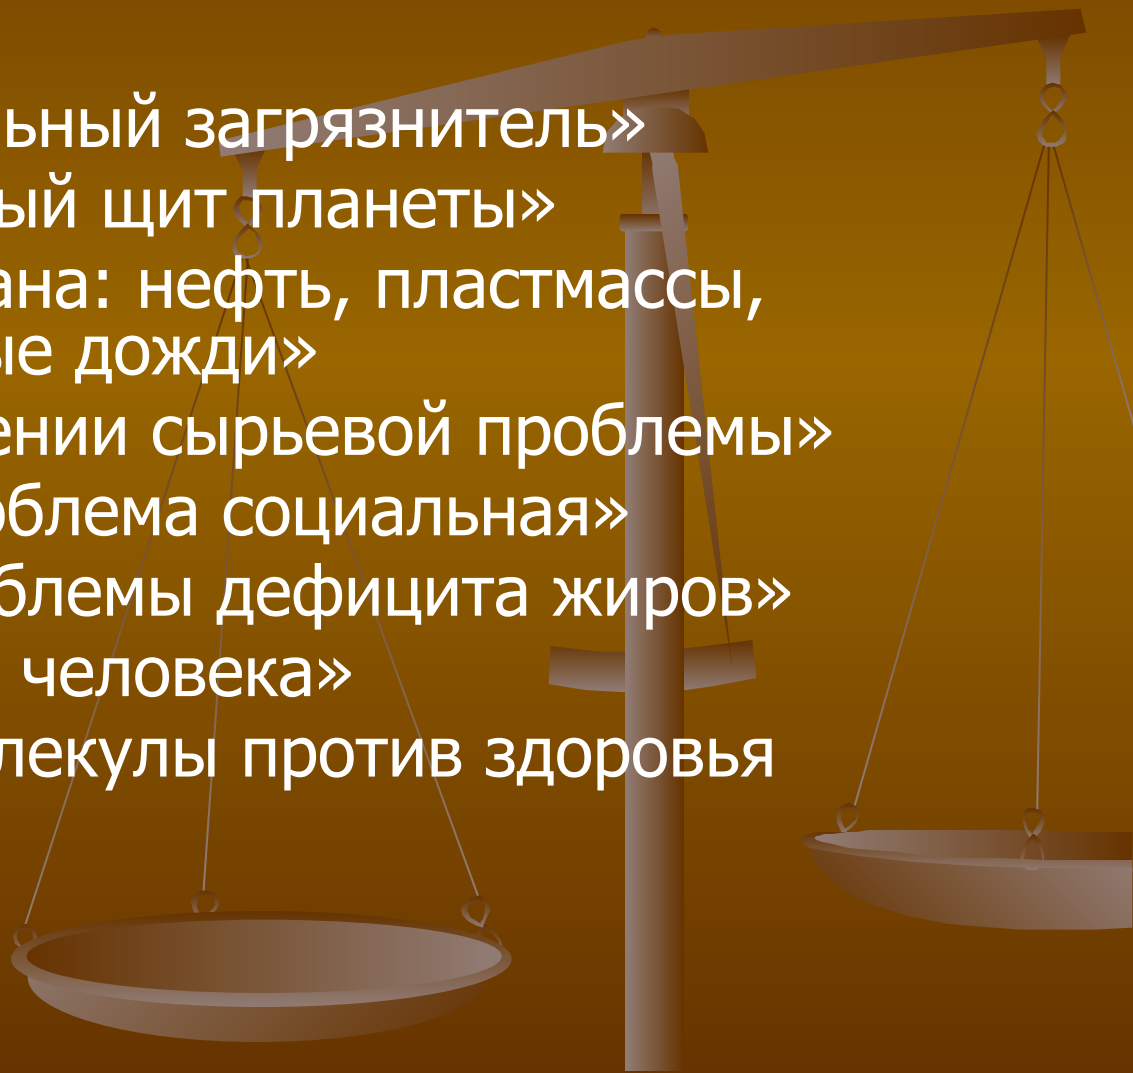 льный загрязнитель»
ый щит планеты»
ана: нефть, пластмассы,
ые дожди»
ении сырьевой проблемы»
облема социальная»
блемы дефицита жиров»
человека»
лекулы против здоровья